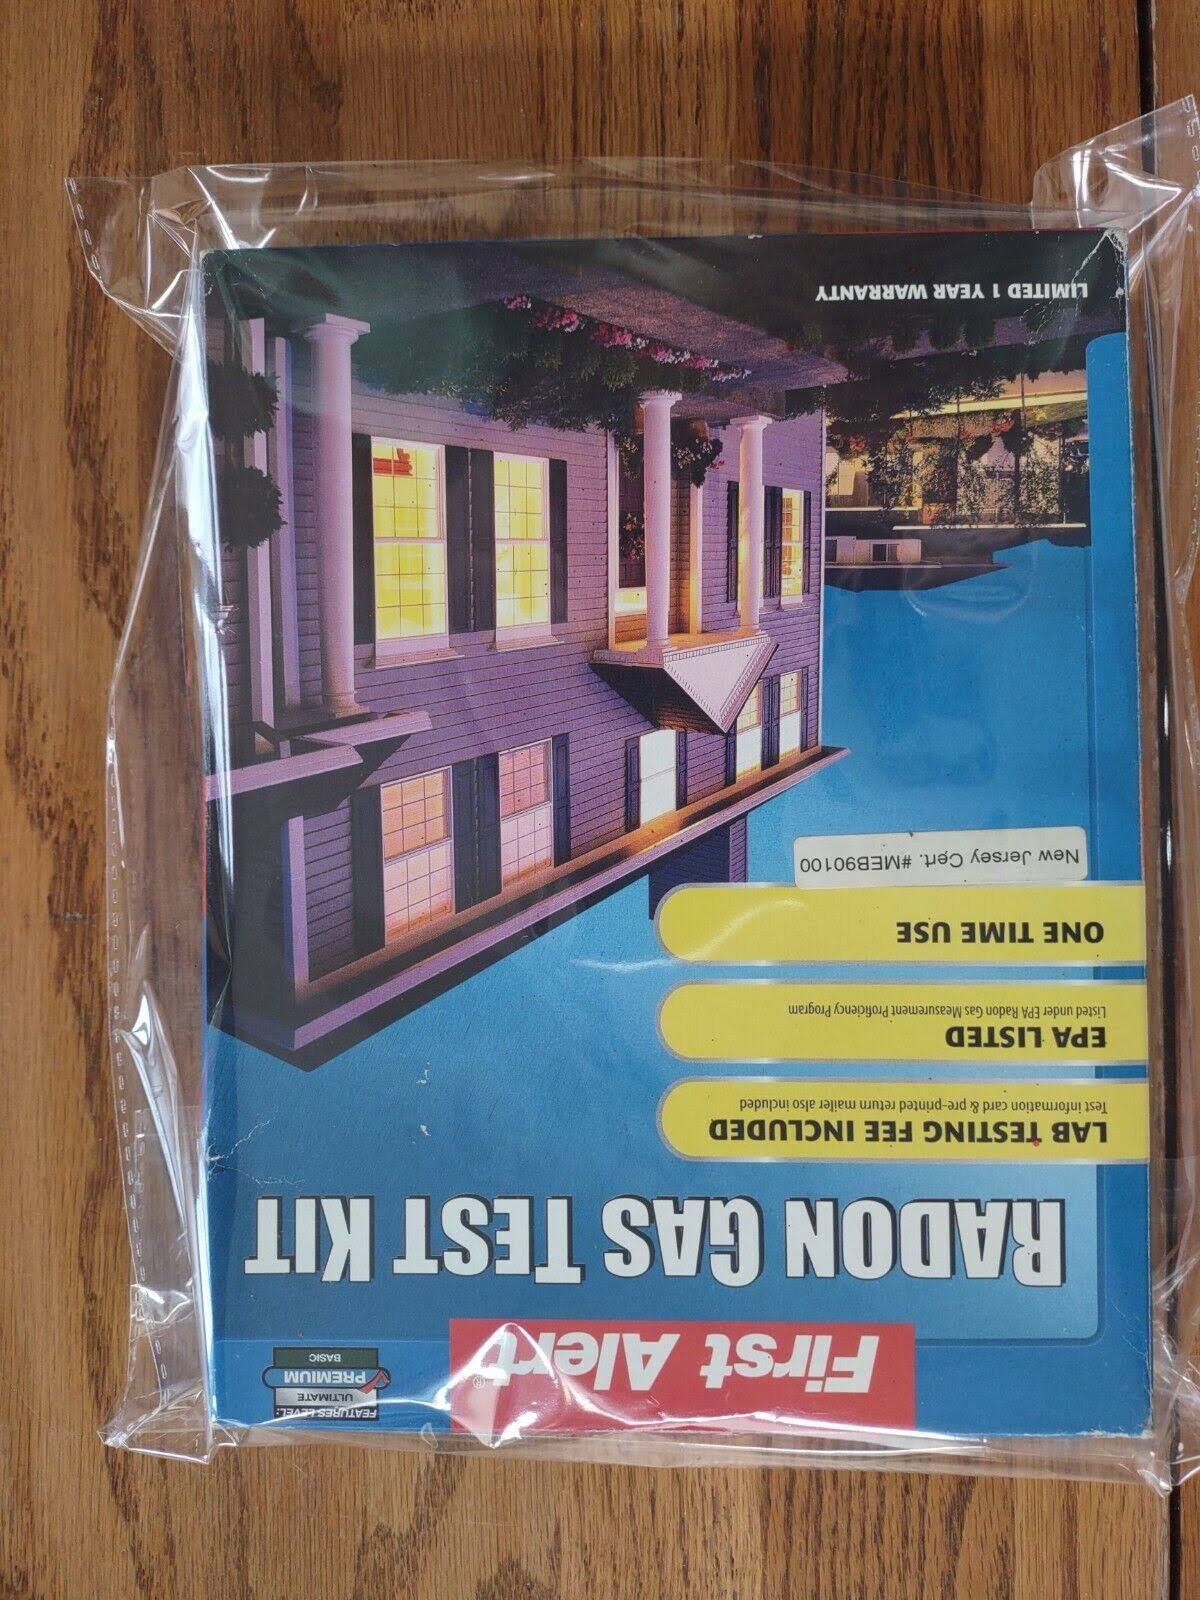 FEATURES LEVEL:
ULTIMATE
PREMIUM
BASIC
First Alert®
RADON GAS TEST KIT
LAB TESTING FEE INCLUDED
Test information card & pre-printed return mailer also included
EPA LISTED
Listed under EPA Radon Gas Measurement Proficiency Program
ONE TIME USE
New Jersey Cert. #MEB90100
LIMITED 1 YEAR WARRANTY